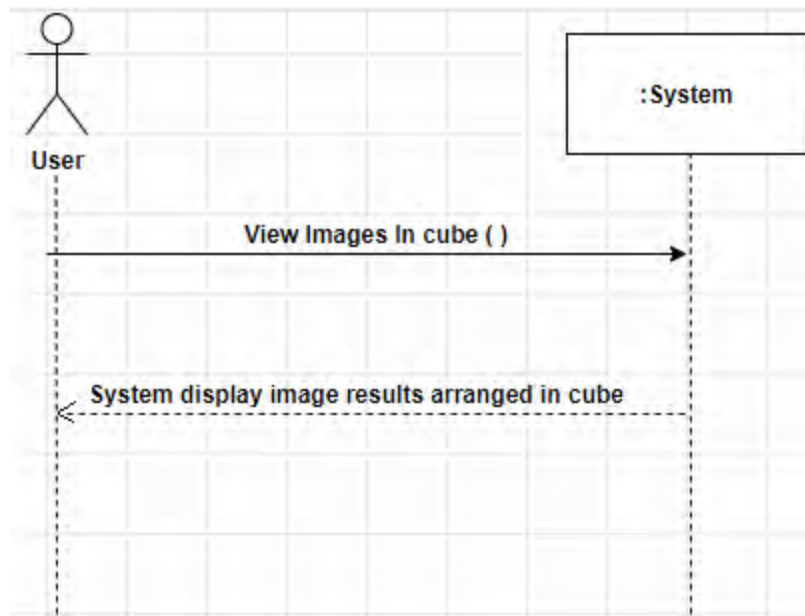 :System
User
View Images In cube ( )
System display image results arranged in cube